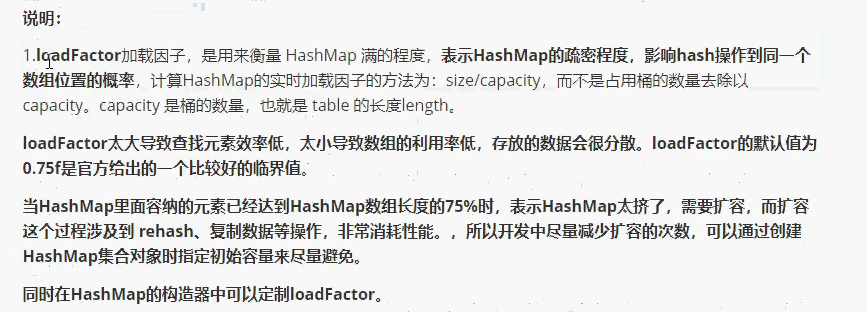 说明：
1.loadFactor加载因子，是用来衡量 HashMap 满的程度，表示HashMap的疏密程度，影响hash操作到同一个
数组位置的概率，计算HashMap的实时加载因子的方法为：size/capacity，而不是占用桶的数量去除以
capacity。capacity 是桶的数量，也就是 table 的长度length。
loadFactor太大导致查找元素效率低，太小导致数组的利用率低，存放的数据会很分散。loadFactor的默认值为
0.75f是官方给出的一个比较好的临界值。
当HashMap里面容纳的元素已经达到HashMap数组长度的75%时，表示HashMap太挤了，需要扩容，而扩容
这个过程涉及到 rehash、复制数据等操作，非常消耗性能。，所以开发中尽量减少扩容的次数，可以通过创建
HashMap集合对象时指定初始容量来尽量避免。
同时在HashMap的构造器中可以定制loadFactor。